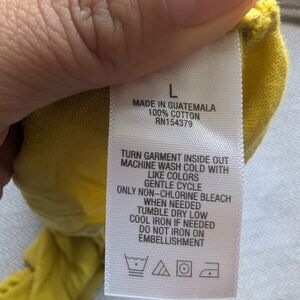 L
MADE IN GUATEMALA
100% COTTON
RN154379
TURN GARMENT INSIDE OUT
MACHINE WASH COLD WITH
LIKE COLORS
GENTLE CYCLE
ONLY NON-CHLORINE BLEACH
WHEN NEEDED
TUMBLE DRY LOW
COOL IRON IF NEEDED
DO NOT IRON ON
EMBELLISHMENT